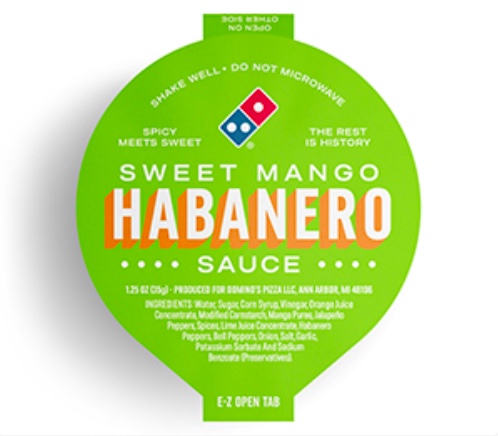 OPEN ON
OTHER SIDE
SHAKE WELL • DO NOT MICROWAVE
SPICY
MEETS SWEET
THE REST
IS HISTORY
®
SWEET MANGO
HABANERO
•••• SAUCE ••••
1.25 OZ (35g) - PRODUCED FOR DOMINO'S PIZZA LLC, ANN ARBOR, MI 48106
INGREDIENTS: Water, Sugar, Corn Syrup, Vinegar, Orange Juice
Concentrate, Modified Cornstarch, Mango Puree, Jalapeño
Peppers, Spices, Lime Juice Concentrate, Habanero
Peppers, Bell Peppers, Onion, Salt, Garlic,
Potassium Sorbate And Sodium
Benzoate (Preservatives).
E-Z OPEN TAB